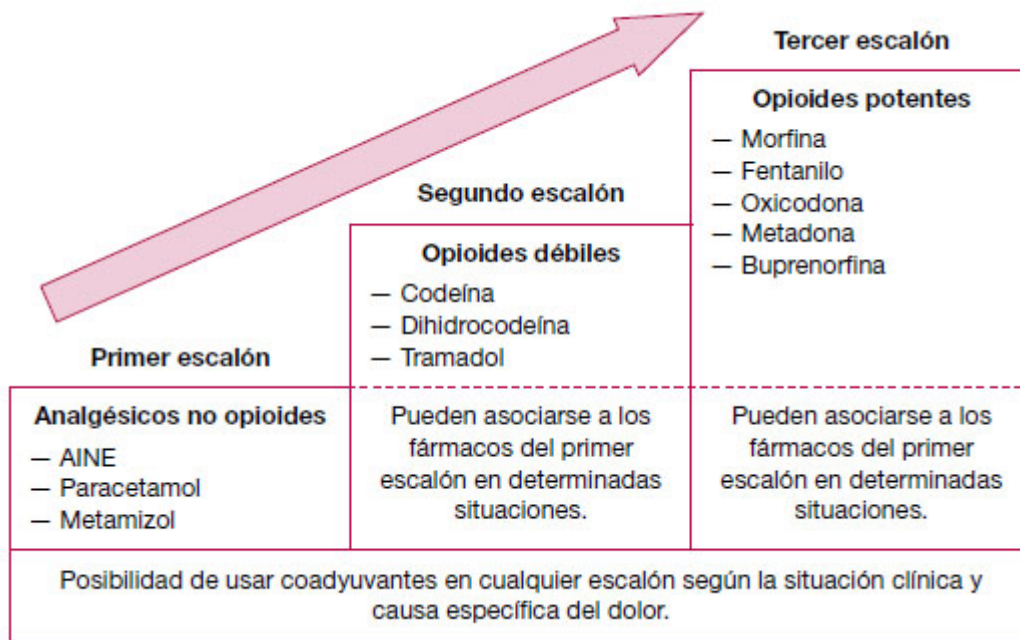 Primer escalón
Analgésicos no opioides
— AINE
— Paracetamol
— Metamizol
Segundo escalón
Opioides débiles
— Codeína
— Dihidrocodeína
— Tramadol
Pueden asociarse a los
fármacos del primer
escalón en determinadas
situaciones.
Tercer escalón
Opioides potentes
— Morfina
— Fentanilo
— Oxicodona
— Metadona
— Buprenorfina
Pueden asociarse a los
fármacos del primer
escalón en determinadas
situaciones.
Posibilidad de usar coadyuvantes en cualquier escalón según la situación clínica y
causa específica del dolor.